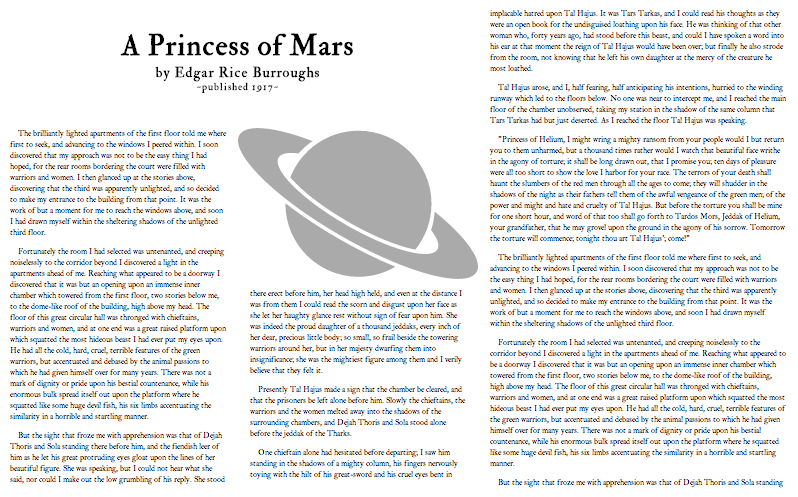 A Princess of Mars
by Edgar Rice Burroughs
~published 1917~
The brilliantly lighted apartments of the first floor told me where
first to seek, and advancing to the windows I peered within. I soon
discovered that my approach was not to be the easy thing I had
hoped, for the rear rooms bordering the court were filled with
warriors and women. I then glanced up at the stories above,
discovering that the third was apparently unlighted, and so decided
to make my entrance to the building from that point. It was the
work of but a moment for me to reach the windows above, and soon
I had drawn myself within the sheltering shadows of the unlighted
third floor.
Fortunately the room I had selected was untenanted, and creeping
noiselessly to the corridor beyond I discovered a light in the
apartments ahead of me. Reaching what appeared to be a doorway I
discovered that it was but an opening upon an immense inner
chamber which towered from the first floor, two stories below me,
to the dome-like roof of the building, high above my head. The
floor of this great circular hall was thronged with chieftains,
warriors and women, and at one end was a great raised platform upon
which squatted the most hideous beast I had ever put my eyes upon.
He had all the cold, hard, cruel, terrible features of the green
warriors, but accentuated and debased by the animal passions to
which he had given himself over for many years. There was not a
mark of dignity or pride upon his bestial countenance, while his
enormous bulk spread itself out upon the platform where he
squatted like some huge devil fish, his six limbs accentuating the
similarity in a horrible and startling manner.
But the sight that froze me with apprehension was that of Dejah
Thoris and Sola standing there before him, and the fiendish leer of
him as he let his great protruding eyes gloat upon the lines of her
beautiful figure. She was speaking, but I could not hear what she
said, nor could I make out the low grumbling of his reply. She stood
there erect before him, her head high held, and even at the distance I
was from them I could read the scorn and disgust upon her face as
she let her haughty glance rest without sign of fear upon him. She
was indeed the proud daughter of a thousand jeddaks, every inch of
her dear, precious little body; so small, so frail beside the towering
warriors around her, but in her majesty dwarfing them into
insignificance; she was the mightiest figure among them and I verily
believe that they felt it.
Presently Tal Hajus made a sign that the chamber be cleared, and
that the prisoners be left alone before him. Slowly the chieftains, the
warriors and the women melted away into the shadows of the
surrounding chambers, and Dejah Thoris and Sola stood alone
before the jeddak of the Tharks.
One chieftain alone had hesitated before departing; I saw him
standing in the shadows of a mighty column, his fingers nervously
toying with the hilt of his great-sword and his cruel eyes bent in
implacable hatred upon Tal Hajus. It was Tars Tarkas, and I could read his thoughts as they
were an open book for the undisguised loathing upon his face. He was thinking of that other
woman who, forty years ago, had stood before this beast, and could I have spoken a word into
his ear at that moment the reign of Tal Hajus would have been over; but finally he also strode
from the room, not knowing that he left his own daughter at the mercy of the creature he
most loathed.
Tal Hajus arose, and I, half fearing, half anticipating his intentions, hurried to the winding
runway which led to the floors below. No one was near to intercept me, and I reached the main
floor of the chamber unobserved, taking my station in the shadow of the same column that
Tars Tarkas had but just deserted. As I reached the floor Tal Hajus was speaking.
"Princess of Helium, I might wring a mighty ransom from your people would I but return
you to them unharmed, but a thousand times rather would I watch that beautiful face writhe
in the agony of torture; it shall be long drawn out, that I promise you; ten days of pleasure
were all too short to show the love I harbor for your race. The terrors of your death shall
haunt the slumbers of the red men through all the ages to come; they will shudder in the
shadows of the night as their fathers tell them of the awful vengeance of the green men; of the
power and might and hate and cruelty of Tal Hajus. But before the torture you shall be mine
for one short hour, and word of that too shall go forth to Tardos Mors, Jeddak of Helium,
your grandfather, that he may grovel upon the ground in the agony of his sorrow. Tomorrow
the torture will commence; tonight thou art Tal Hajus'; come!"
The brilliantly lighted apartments of the first floor told me where first to seek, and
advancing to the windows I peered within. I soon discovered that my approach was not to be
the easy thing I had hoped, for the rear rooms bordering the court were filled with warriors
and women. I then glanced up at the stories above, discovering that the third was apparently
unlighted, and so decided to make my entrance to the building from that point. It was the
work of but a moment for me to reach the windows above, and soon I had drawn myself
within the sheltering shadows of the unlighted third floor.
Fortunately the room I had selected was untenanted, and creeping noiselessly to the
corridor beyond I discovered a light in the apartments ahead of me. Reaching what appeared to
be a doorway I discovered that it was but an opening upon an immense inner chamber which
towered from the first floor, two stories below me, to the dome-like roof of the building,
high above my head. The floor of this great circular hall was thronged with chieftains,
warriors and women, and at one end was a great raised platform upon which squatted the most
hideous beast I had ever put my eyes upon. He had all the cold, hard, cruel, terrible features of
the green warriors, but accentuated and debased by the animal passions to which he had given
himself over for many years. There was not a mark of dignity or pride upon his bestial
countenance, while his enormous bulk spread itself out upon the platform where he squatted
like some huge devil fish, his six limbs accentuating the similarity in a horrible and startling
manner.
But the sight that froze me with apprehension was that of Dejah Thoris and Sola standing